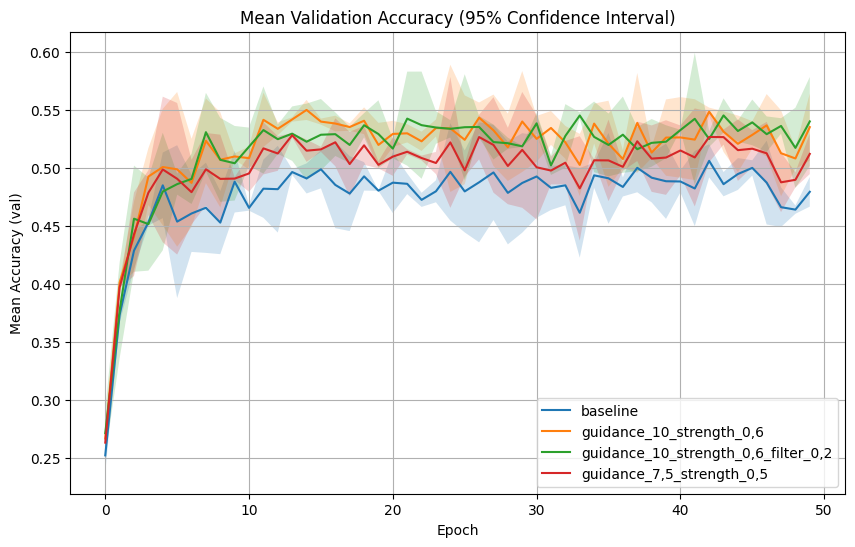 Mean Validation Accuracy (95% Confidence Interval)
Mean Accuracy (val)
0.60
0.55
0.50
0.45
0.40
0.35
0.30
0.25
baseline
guidance_10_strength_0,6
guidance_10_strength_0,6_filter_0,2
guidance_7,5_strength_0,5
0 10 20 30 40 50
Epoch